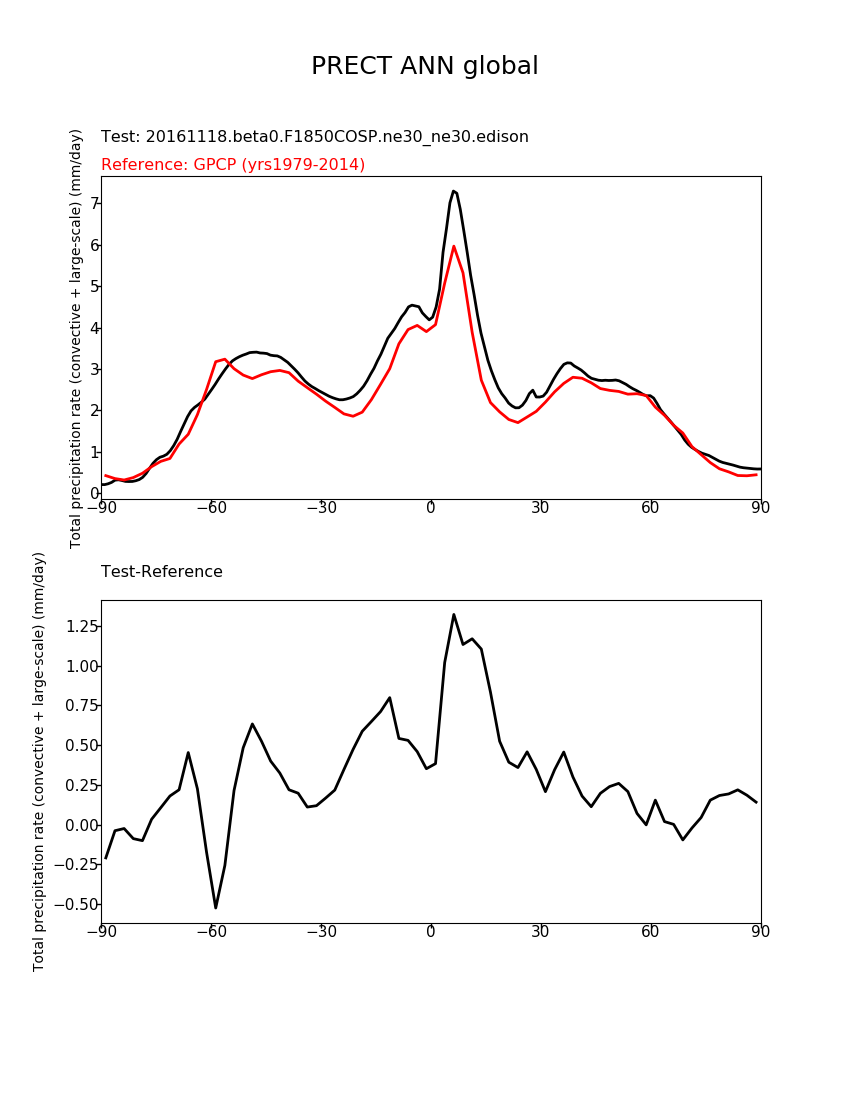 PRECT ANN global
Test: 20161118.beta0.F1850COSP.ne30_ne30.edison
Reference: GPCP (yrs1979-2014)
Total precipitation rate (convective + large-scale) (mm/day)
7
6
5
4
3
2
1
0
−90 −60 −30 0 30 60 90
Test-Reference
Total precipitation rate (convective + large-scale) (mm/day)
1.25
1.00
0.75
0.50
0.25
0.00
−0.25
−0.50
−90 −60 −30 0 30 60 90